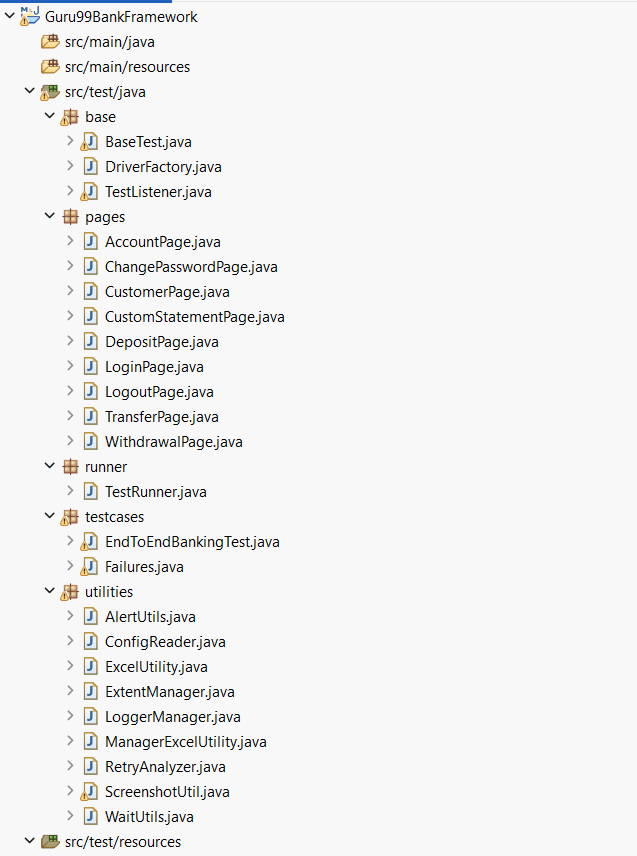 Guru99BankFramework
src/main/java
src/main/resources
src/test/java
base
BaseTest.java
DriverFactory.java
TestListener.java
pages
AccountPage.java
ChangePasswordPage.java
CustomerPage.java
CustomStatementPage.java
DepositPage.java
LoginPage.java
LogoutPage.java
TransferPage.java
WithdrawalPage.java
runner
TestRunner.java
testcases
EndToEndBankingTest.java
Failures.java
utilities
AlertUtils.java
ConfigReader.java
ExcelUtility.java
ExtentManager.java
LoggerManager.java
ManagerExcelUtility.java
RetryAnalyzer.java
ScreenshotUtil.java
WaitUtils.java
src/test/resources